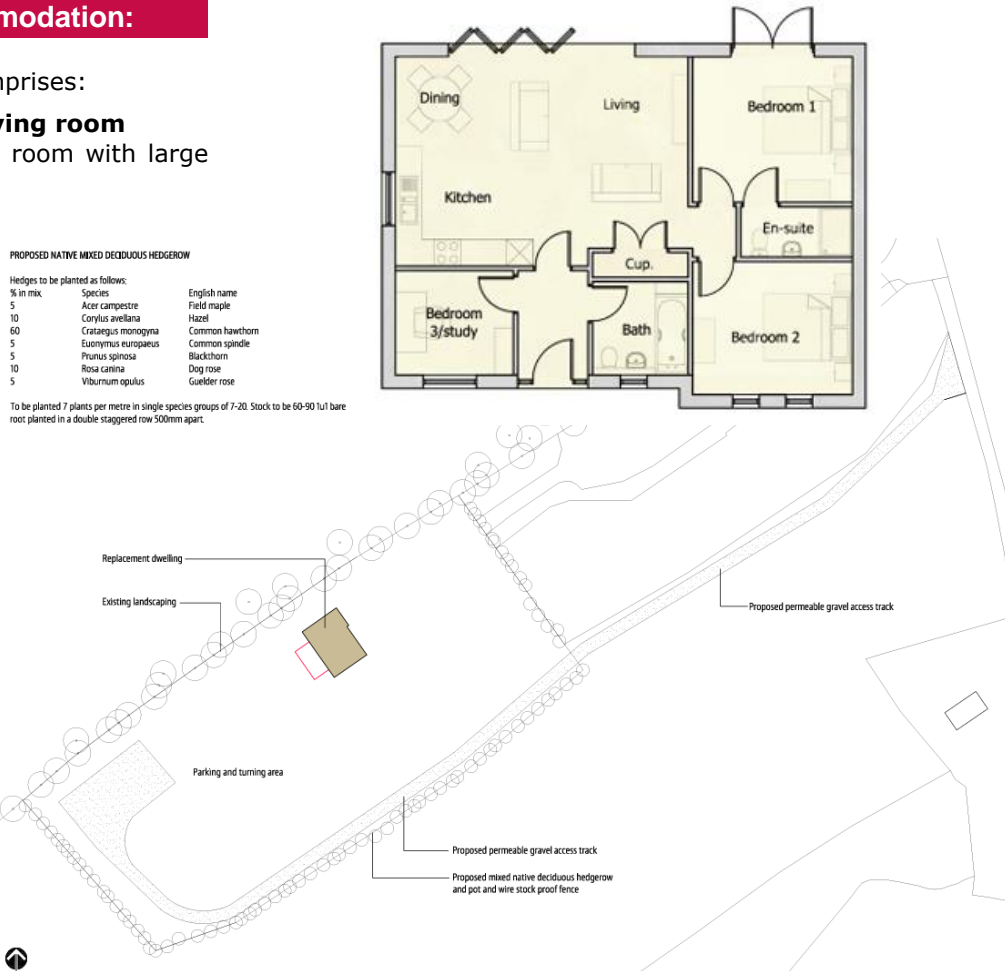 modation:
nprises:
ving room
room with large
PROPOSED NATIVE MIXED DECIDUOUS HEDGEROW
Hedges to be planted as follows:
% in mix, Species English name
5 Acer campestre Field maple
10 Corylus avellana Hazel
60 Crataegus monogyna Common hawthorn
5 Euonymus europaeus Common spindle
5 Prunus spinosa Blackthorn
10 Rosa canina Dog rose
5 Viburnum opulus Guelder rose
To be planted 7 plants per metre in single species groups of 7-20. Stock to be 60-90 1u1 bare
root planted in a double staggered row 500mm apart.
Dining
Living
Bedroom 1
Kitchen
En-suite
Cup.
Bedroom
3/study
Bath
Bedroom 2
Replacement dwelling
Existing landscaping
Proposed permeable gravel access track
Parking and turning area
Proposed permeable gravel access track
Proposed mixed native deciduous hedgerow
and pot and wire stock proof fence